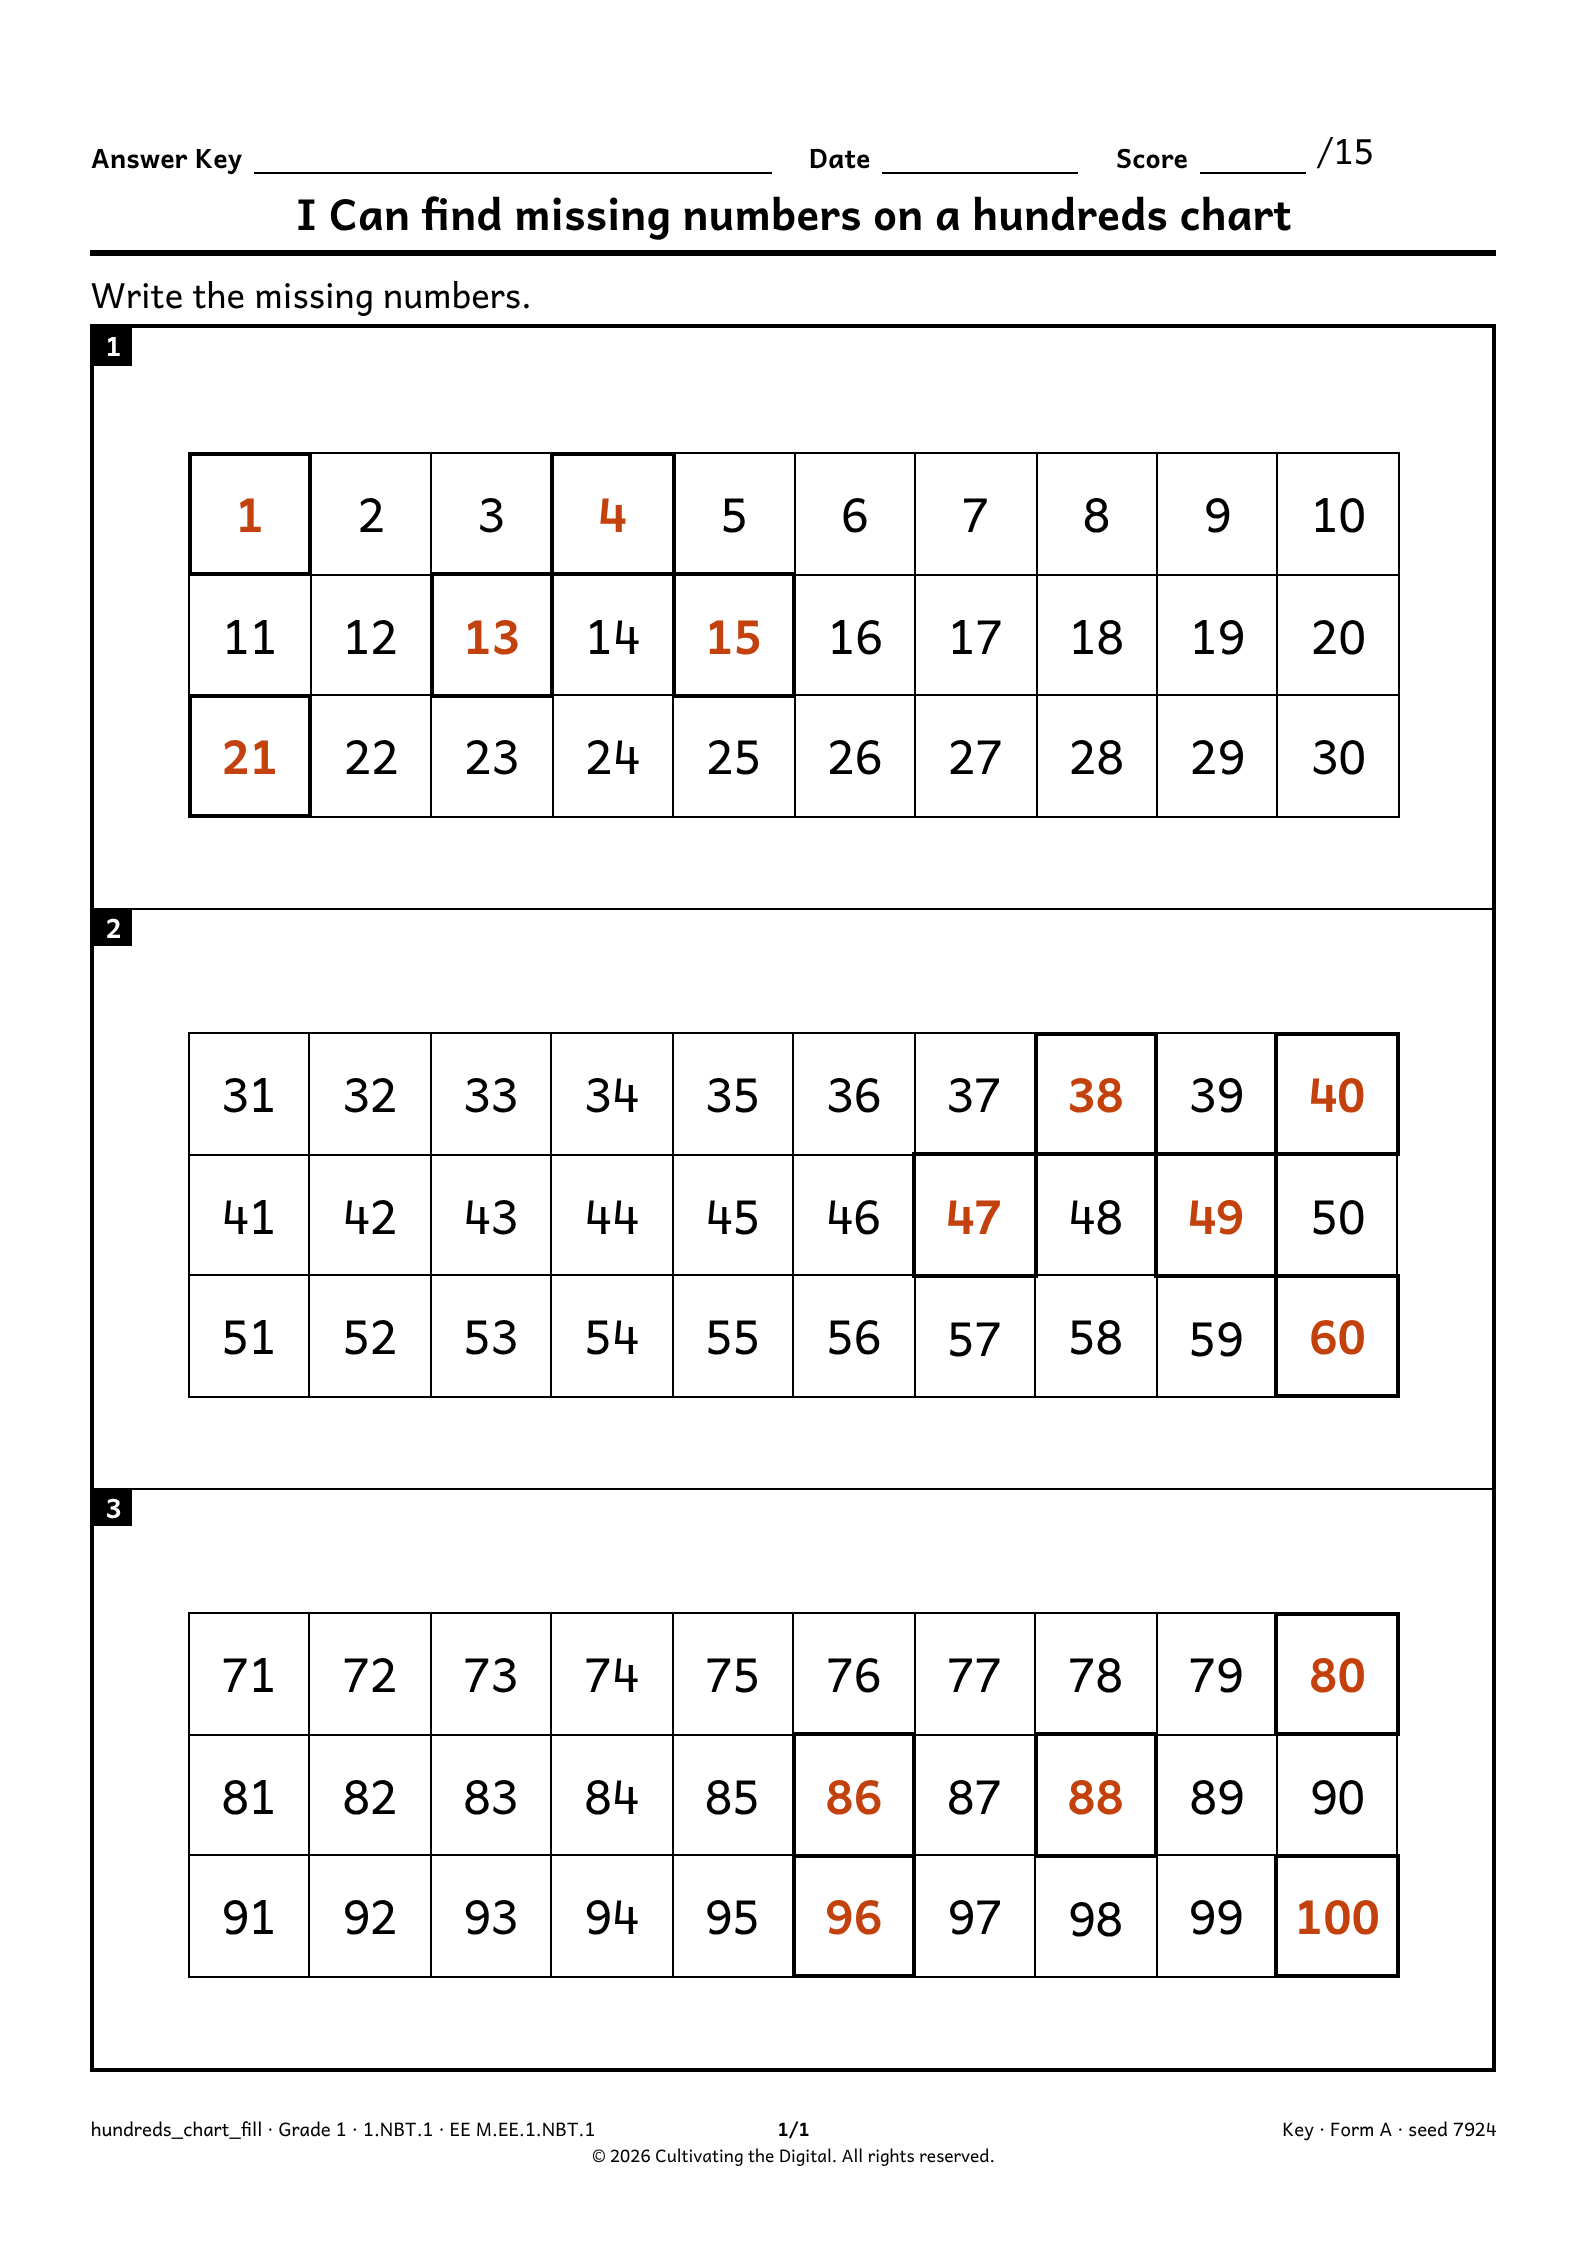 Answer Key Date Score /15
I Can find missing numbers on a hundreds chart
Write the missing numbers.
1
1 2 3 4 5 6 7 8 9 10
11 12 13 14 15 16 17 18 19 20
21 22 23 24 25 26 27 28 29 30
2
31 32 33 34 35 36 37 38 39 40
41 42 43 44 45 46 47 48 49 50
51 52 53 54 55 56 57 58 59 60
3
71 72 73 74 75 76 77 78 79 80
81 82 83 84 85 86 87 88 89 90
91 92 93 94 95 96 97 98 99 100
hundreds_chart_fill · Grade 1 · 1.NBT.1 · EE M.EE.1.NBT.1 1/1 Key · Form A · seed 7924
© 2026 Cultivating the Digital. All rights reserved.